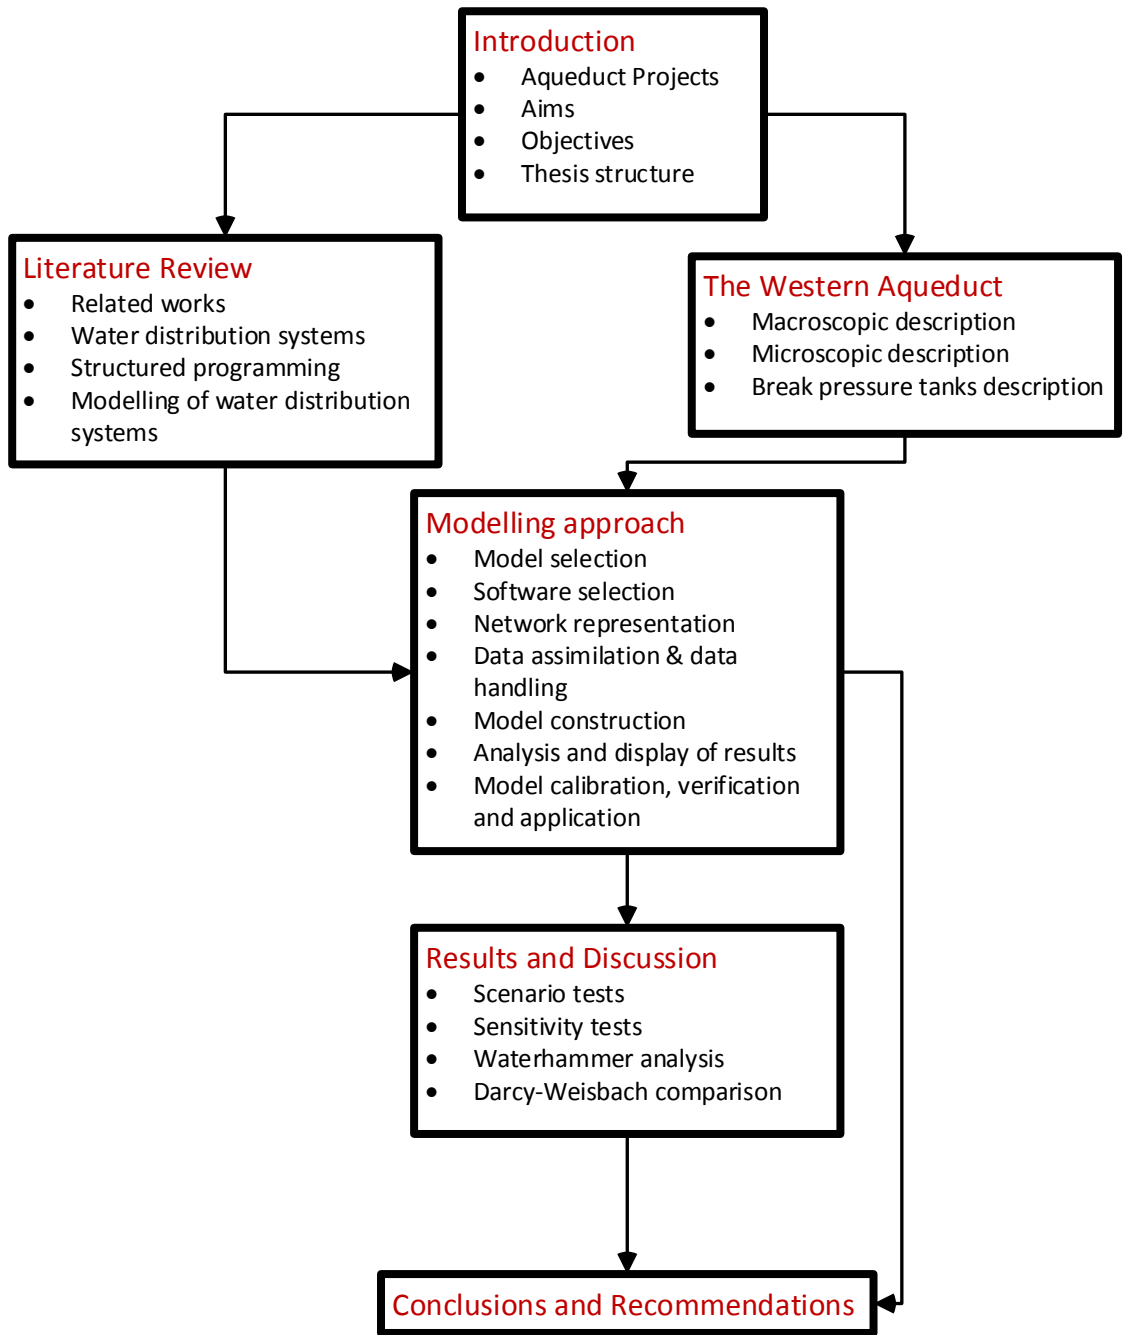 Introduction
• Aqueduct Projects
• Aims
• Objectives
• Thesis structure
Literature Review
• Related works
• Water distribution systems
• Structured programming
• Modelling of water distribution
systems
The Western Aqueduct
• Macroscopic description
• Microscopic description
• Break pressure tanks description
Modelling approach
• Model selection
• Software selection
• Network representation
• Data assimilation & data
handling
• Model construction
• Analysis and display of results
• Model calibration, verification
and application
Results and Discussion
• Scenario tests
• Sensitivity tests
• Waterhammer analysis
• Darcy-Weisbach comparison
Conclusions and Recommendations